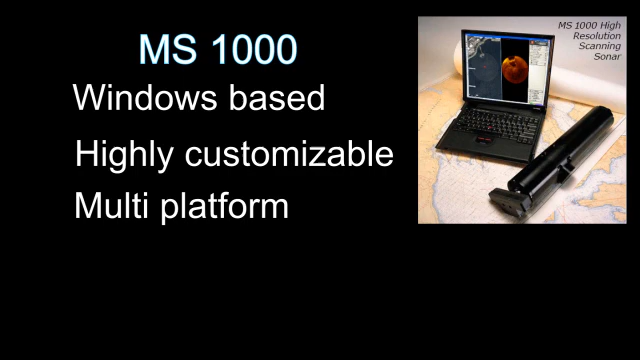 MS 1000
Windows based
Highly customizable
Multi platform
MS 1000 High
Resolution
Scanning
Sonar